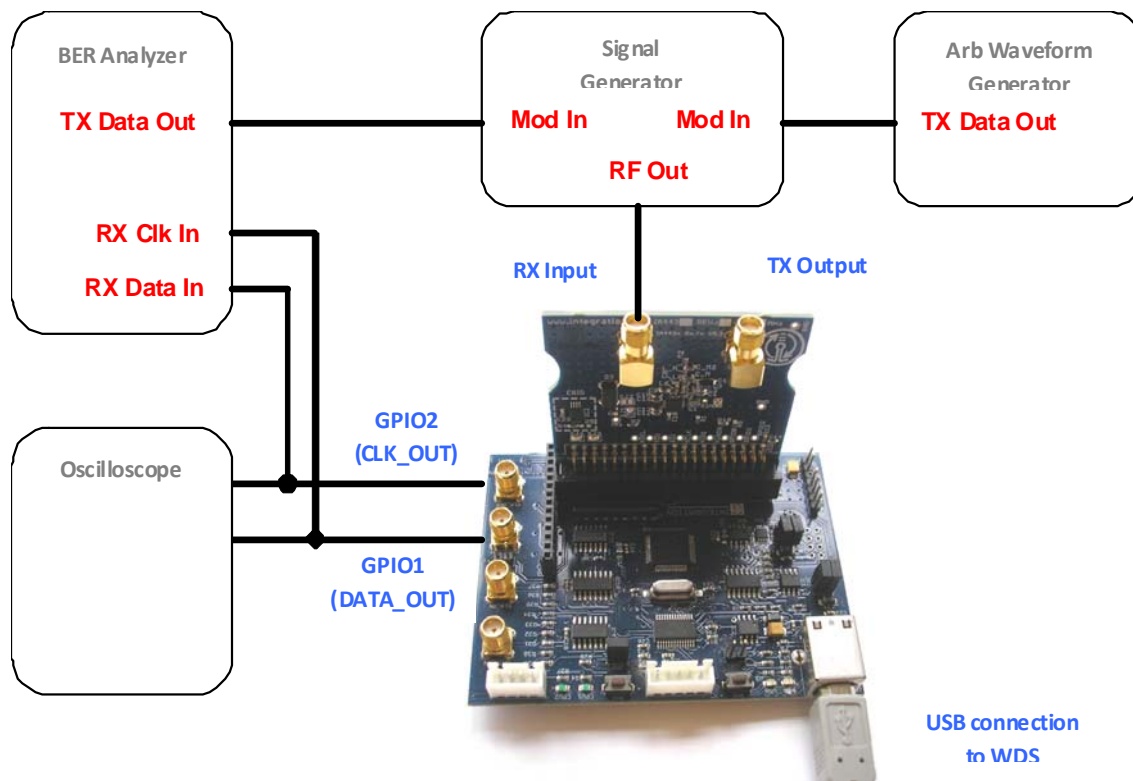 BER Analyzer
TX Data Out
RX Clk In
RX Data In
Signal
Generator
Mod In
Mod In
RF Out
Arb Waveform
Generator
TX Data Out
RX Input
TX Output
GPIO2
(CLK_OUT)
Oscilloscope
GPIO1
(DATA_OUT)
USB connection
to WDS